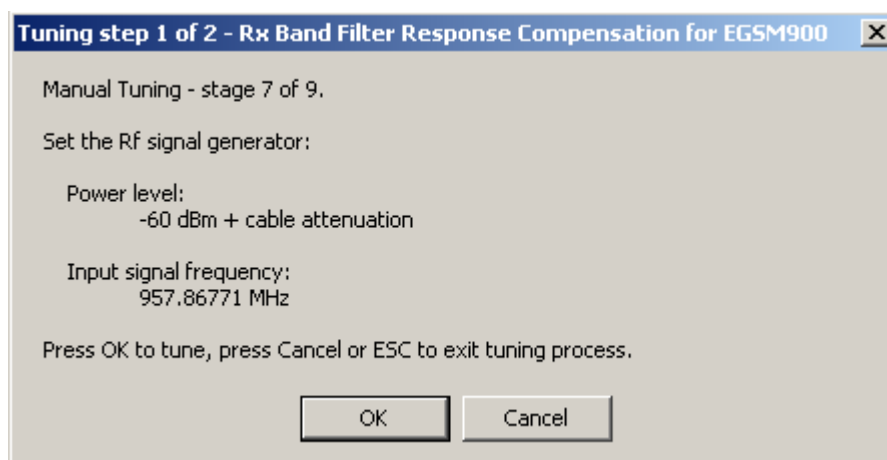 Tuning step 1 of 2 - Rx Band Filter Response Compensation for EGSM900
Manual Tuning - stage 7 of 9.
Set the Rf signal generator:
Power level:
-60 dBm + cable attenuation
Input signal frequency:
957.86771 MHz
Press OK to tune, press Cancel or ESC to exit tuning process.
OK
Cancel